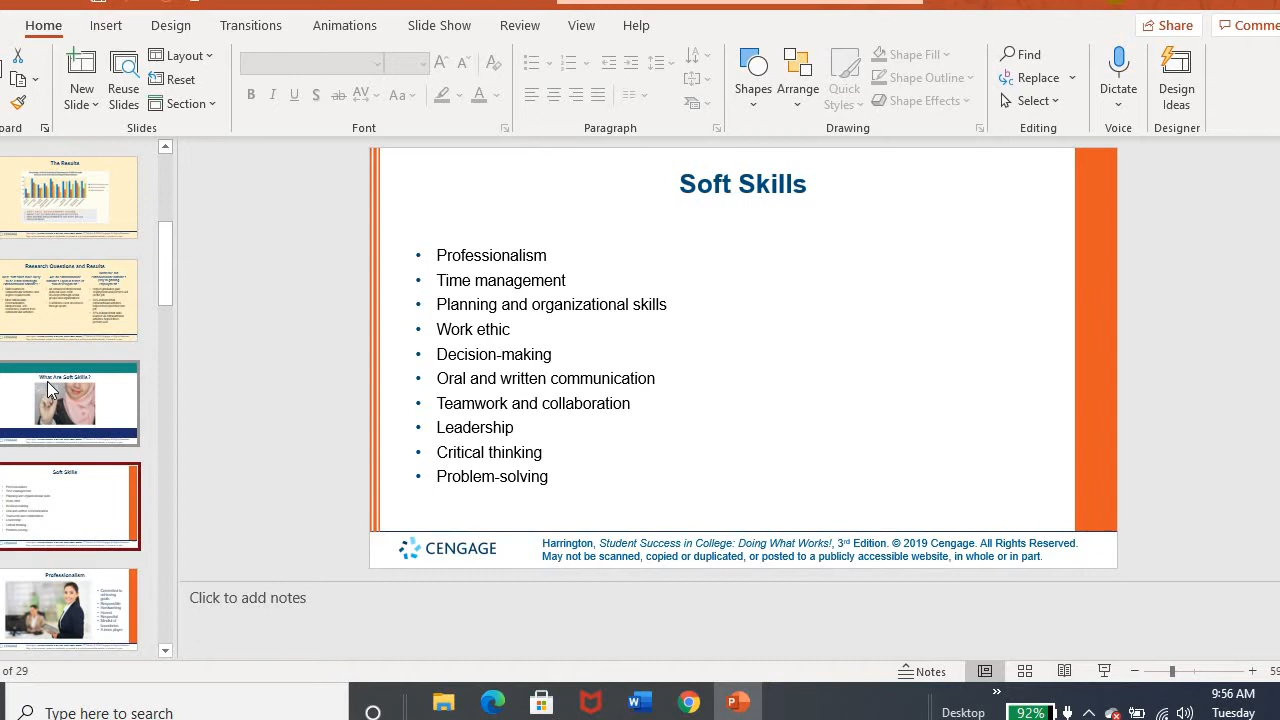 Home Insert Design Transitions Animations Slide Show Review View Help Share Comme
New Slide
Reuse Slides
Layout
Reset
Section
Shapes
Arrange
Quick Styles
Shape Fill
Shape Outline
Shape Effects
Find
Replace
Select
Dictate
Design Ideas
oard Slides Font Paragraph Drawing Editing Voice Designer
The Results
Research Questions and Results
What Are Soft Skills?
Soft Skills
Professionalism
Soft Skills
• Professionalism
• Time management
• Planning and organizational skills
• Work ethic
• Decision-making
• Oral and written communication
• Teamwork and collaboration
• Leadership
• Critical thinking
• Problem-solving
CENGAGE
Harrington, Student Success in College: Doing What Works!, 3rd Edition. © 2019 Cengage. All Rights Reserved.
May not be scanned, copied or duplicated, or posted to a publicly accessible website, in whole or in part.
Click to add notes
of 29
Notes
59
Type here to search
Desktop
92%
9:56 AM
Tuesday